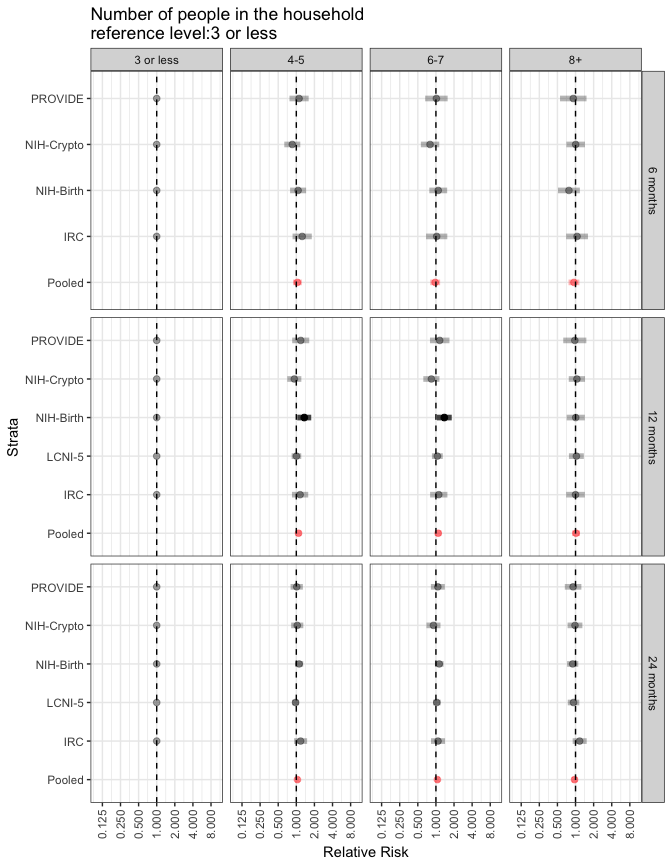 Number of people in the household
reference level:3 or less
3 or less
4-5
6-7
8+
PROVIDE
NIH-Crypto
NIH-Birth
IRC
Pooled
6 months
PROVIDE
NIH-Crypto
NIH-Birth
LCNI-5
IRC
Pooled
12 months
PROVIDE
NIH-Crypto
NIH-Birth
LCNI-5
IRC
Pooled
24 months
Strata
0.125 0.250 0.500 1.000 2.000 4.000 8.000
0.125 0.250 0.500 1.000 2.000 4.000 8.000
0.125 0.250 0.500 1.000 2.000 4.000 8.000
0.125 0.250 0.500 1.000 2.000 4.000 8.000
Relative Risk